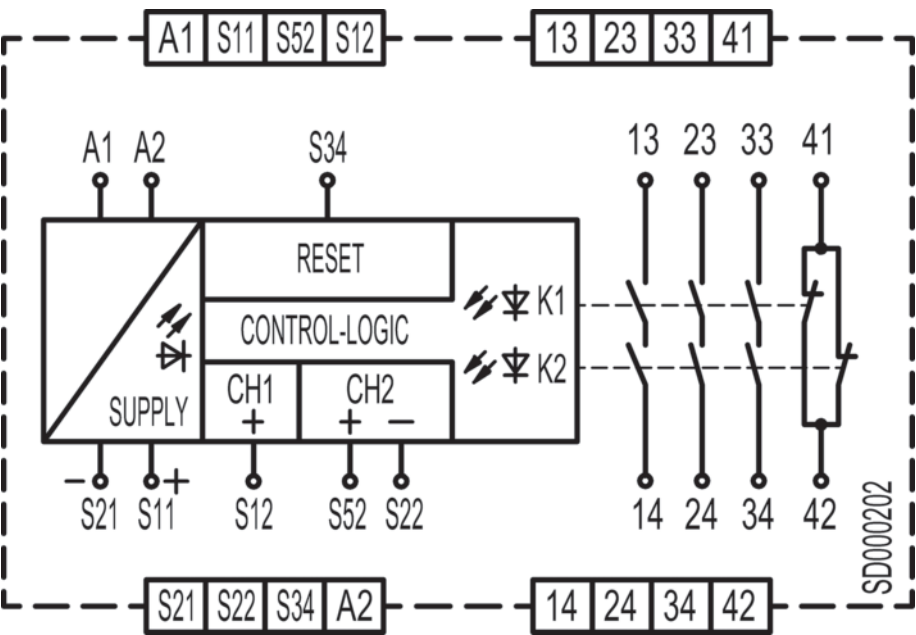 A1 S11 S52 S12 13 23 33 41
A1 A2 S34 13 23 33 41
RESET
K1
CONTROL-LOGIC
K2
CH1 CH2
SUPPLY + + −
− +
S21 S11 S12 S52 S22 14 24 34 42
SD000202
S21 S22 S34 A2 14 24 34 42